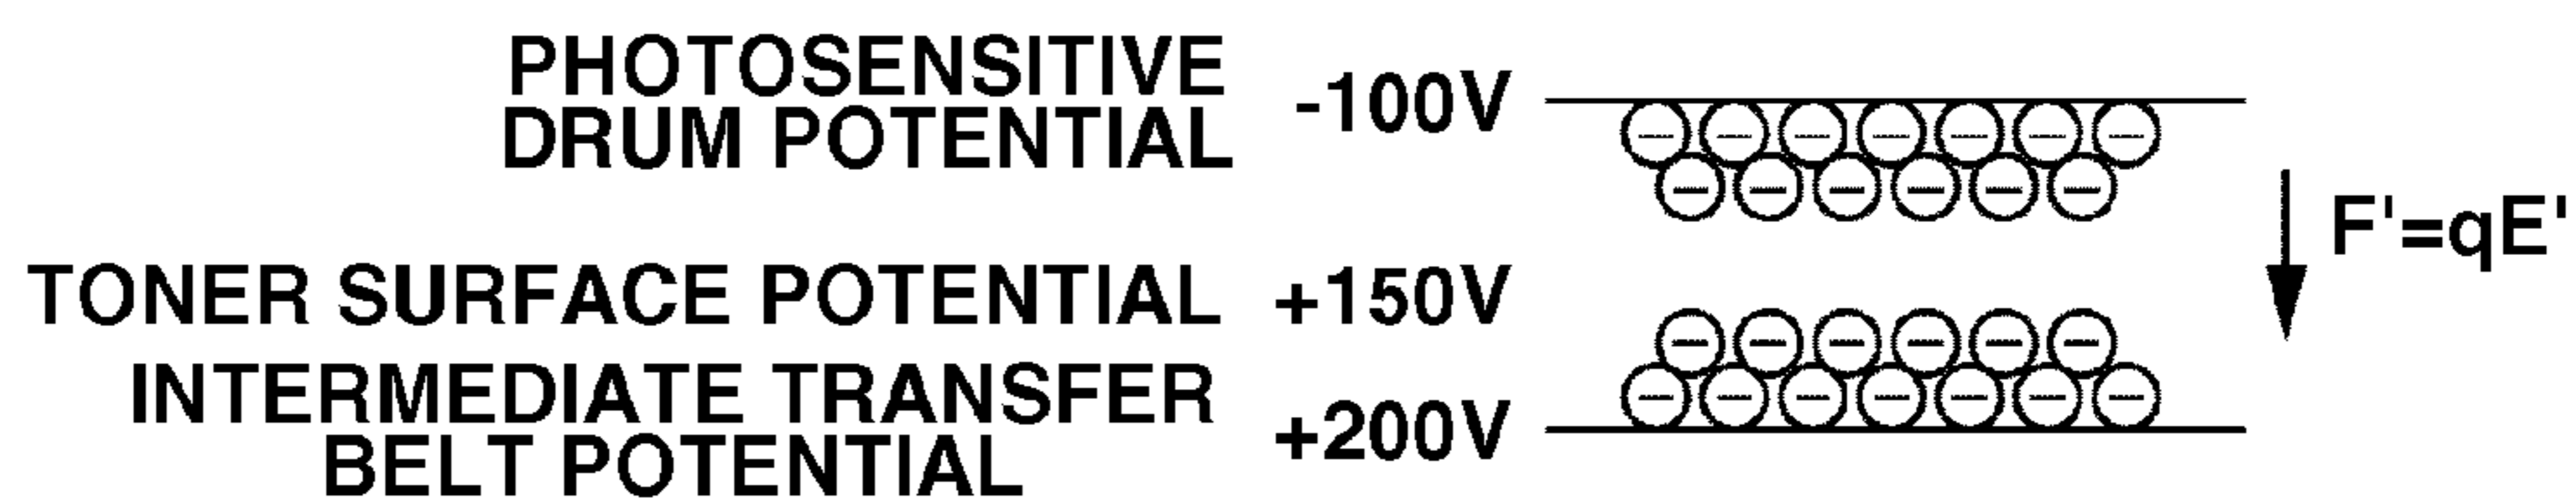 PHOTOSENSITIVE
DRUM POTENTIAL -100V
TONER SURFACE POTENTIAL +150V
INTERMEDIATE TRANSFER
BELT POTENTIAL +200V
F'=qE'